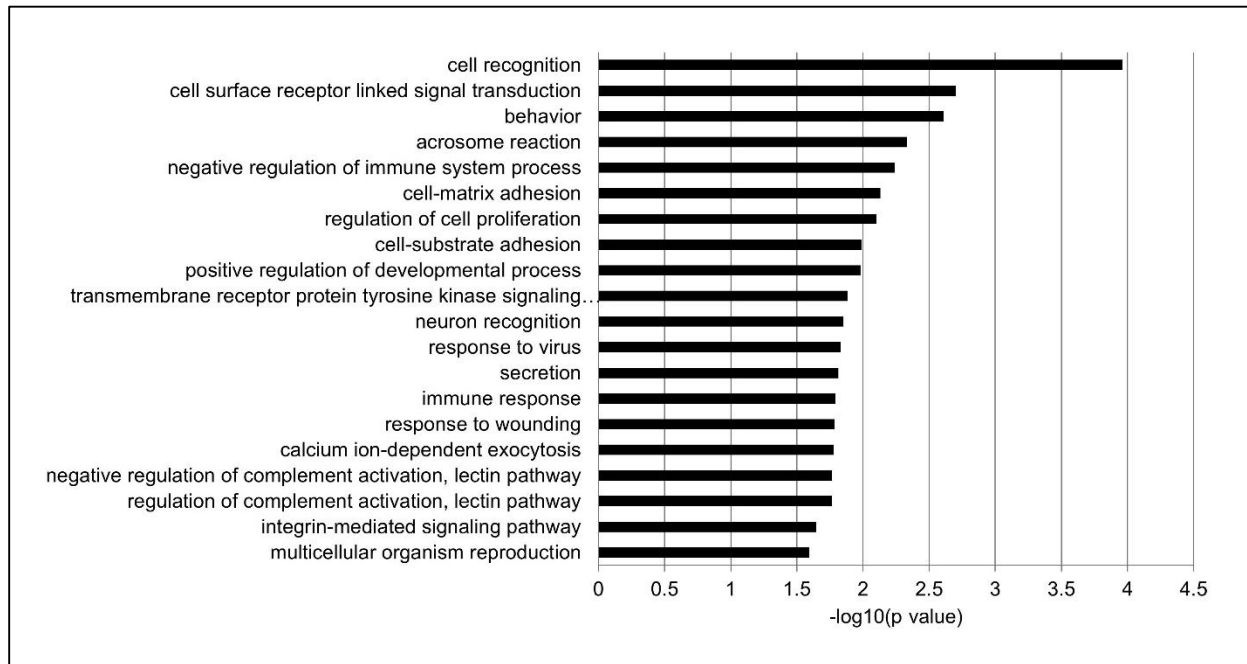 cell recognition
cell surface receptor linked signal transduction
behavior
acrosome reaction
negative regulation of immune system process
cell-matrix adhesion
regulation of cell proliferation
cell-substrate adhesion
positive regulation of developmental process
transmembrane receptor protein tyrosine kinase signaling…
neuron recognition
response to virus
secretion
immune response
response to wounding
calcium ion-dependent exocytosis
negative regulation of complement activation, lectin pathway
regulation of complement activation, lectin pathway
integrin-mediated signaling pathway
multicellular organism reproduction
0 0.5 1 1.5 2 2.5 3 3.5 4 4.5
-log10(p value)